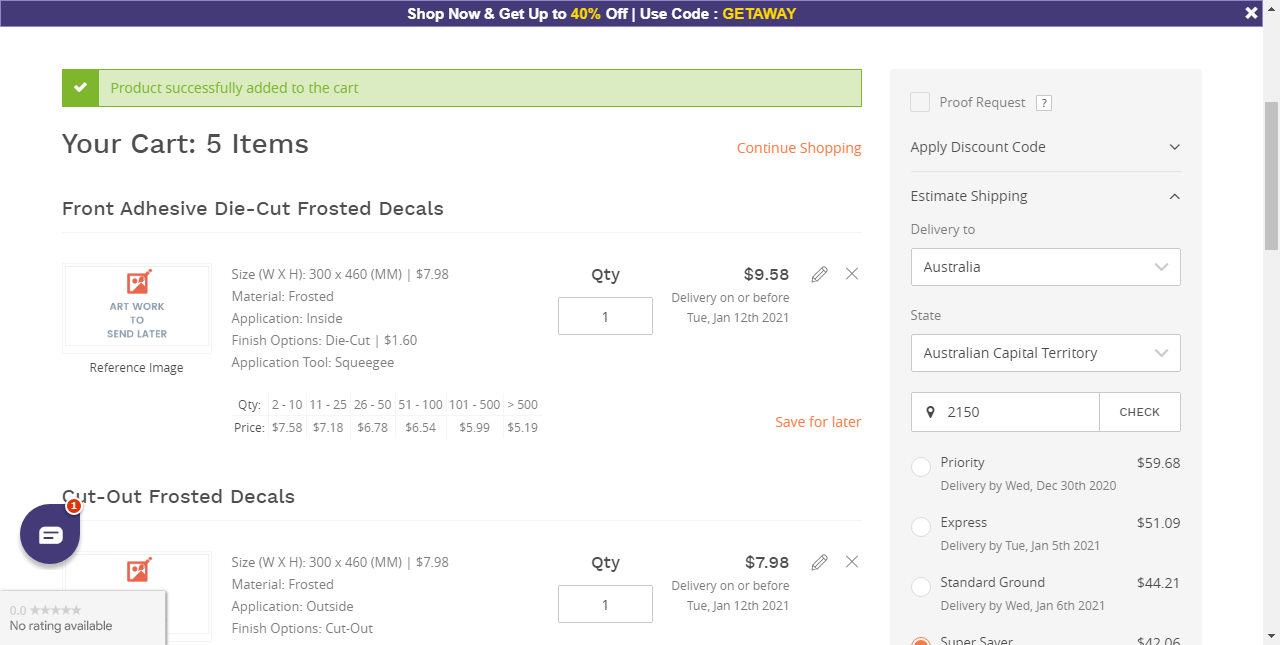 Shop Now & Get Up to 40% Off | Use Code : GETAWAY
Product successfully added to the cart
Your Cart: 5 Items
Continue Shopping
Front Adhesive Die-Cut Frosted Decals
ART WORK
TO
SEND LATER
Reference Image
Size (W X H): 300 x 460 (MM) | $7.98
Material: Frosted
Application: Inside
Finish Options: Die-Cut | $1.60
Application Tool: Squeegee
Qty
1
$9.58
Delivery on or before
Tue, Jan 12th 2021
Qty: 2 - 10 11 - 25 26 - 50 51 - 100 101 - 500 > 500
Price: $7.58 $7.18 $6.78 $6.54 $5.99 $5.19
Save for later
Cut-Out Frosted Decals
Size (W X H): 300 x 460 (MM) | $7.98
Material: Frosted
Application: Outside
Finish Options: Cut-Out
Qty
1
$7.98
Delivery on or before
Tue, Jan 12th 2021
1
0.0
No rating available
Proof Request ?
Apply Discount Code
Estimate Shipping
Delivery to
Australia
State
Australian Capital Territory
2150 CHECK
Priority $59.68
Delivery by Wed, Dec 30th 2020
Express $51.09
Delivery by Tue, Jan 5th 2021
Standard Ground $44.21
Delivery by Wed, Jan 6th 2021
Super Saver $42.06